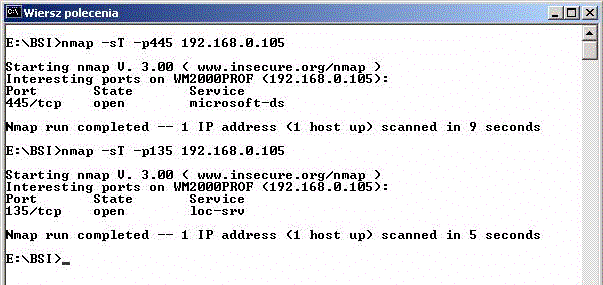 Wiersz polecenia
E:\BSI>nmap -sT -p445 192.168.0.105
Starting nmap V. 3.00 ( www.insecure.org/nmap )
Interesting ports on WM2000PROF (192.168.0.105):
Port State Service
445/tcp open microsoft-ds
Nmap run completed -- 1 IP address (1 host up) scanned in 9 seconds
E:\BSI>nmap -sT -p135 192.168.0.105
Starting nmap V. 3.00 ( www.insecure.org/nmap )
Interesting ports on WM2000PROF (192.168.0.105):
Port State Service
135/tcp open loc-srv
Nmap run completed -- 1 IP address (1 host up) scanned in 5 seconds
E:\BSI>_